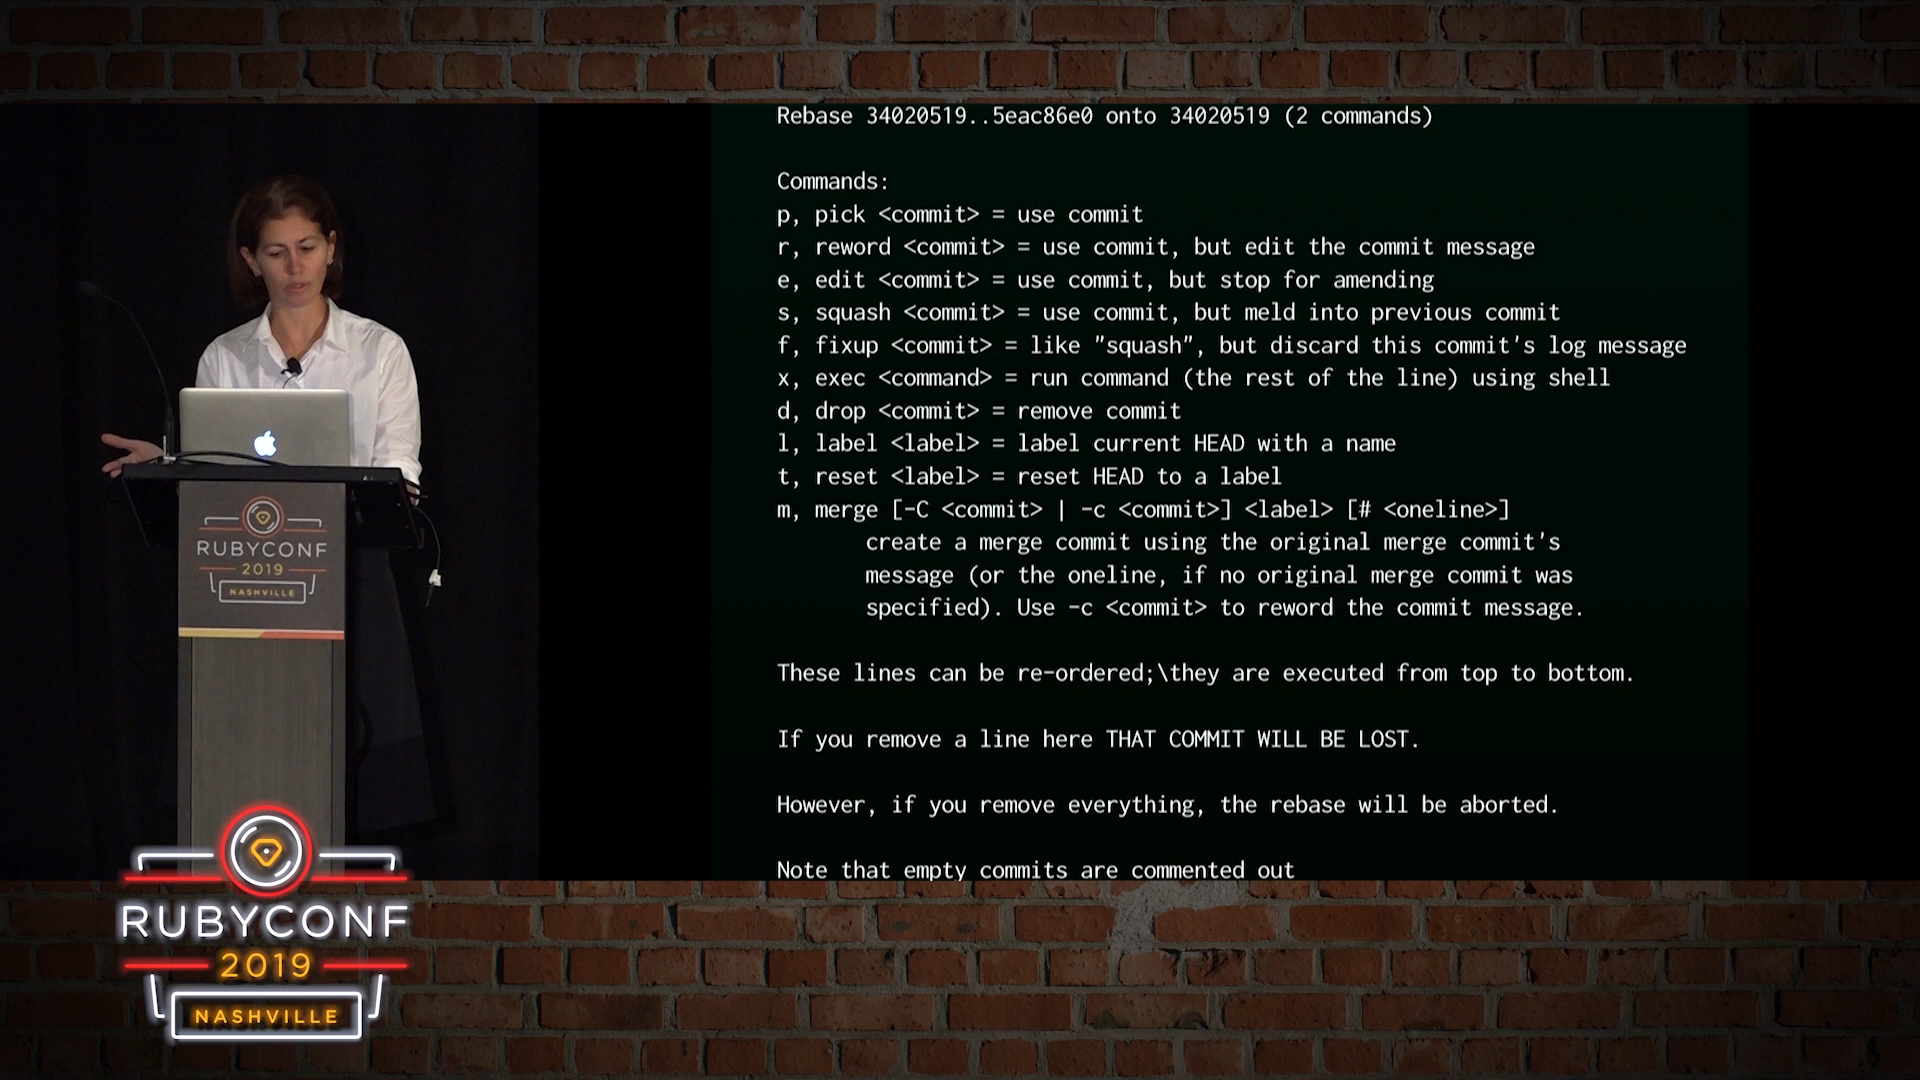 Rebase 34020519..5eac86e0 onto 34020519 (2 commands)
Commands:
p, pick <commit> = use commit
r, reword <commit> = use commit, but edit the commit message
e, edit <commit> = use commit, but stop for amending
s, squash <commit> = use commit, but meld into previous commit
f, fixup <commit> = like "squash", but discard this commit's log message
x, exec <command> = run command (the rest of the line) using shell
d, drop <commit> = remove commit
l, label <label> = label current HEAD with a name
t, reset <label> = reset HEAD to a label
m, merge [-C <commit> | -c <commit>] <label> [# <oneline>]
create a merge commit using the original merge commit's
message (or the oneline, if no original merge commit was
specified). Use -c <commit> to reword the commit message.
These lines can be re-ordered;\they are executed from top to bottom.
If you remove a line here THAT COMMIT WILL BE LOST.
However, if you remove everything, the rebase will be aborted.
Note that empty commits are commented out
RUBYCONF
2019
NASHVILLE
RUBYCONF
2019
NASHVILLE